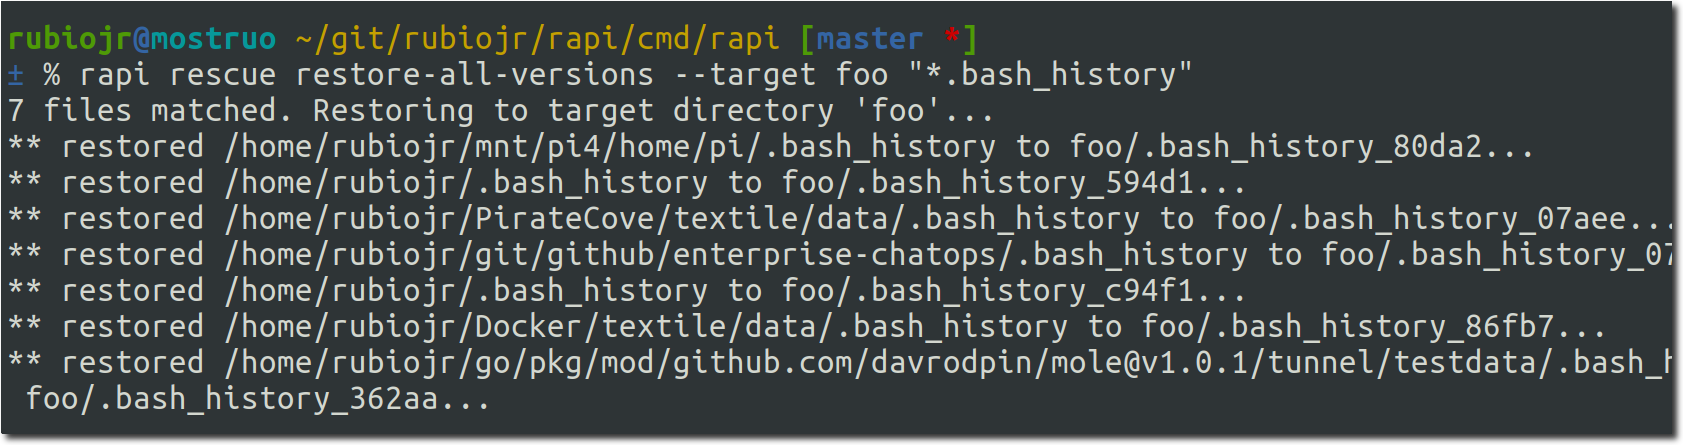 rubiojr@mostruo ~/git/rubiojr/rapi/cmd/rapi [master *]
± % rapi rescue restore-all-versions --target foo "*.bash_history"
7 files matched. Restoring to target directory 'foo'...
** restored /home/rubiojr/mnt/pi4/home/pi/.bash_history to foo/.bash_history_80da2...
** restored /home/rubiojr/.bash_history to foo/.bash_history_594d1...
** restored /home/rubiojr/PirateCove/textile/data/.bash_history to foo/.bash_history_07aee...
** restored /home/rubiojr/git/github/enterprise-chatops/.bash_history to foo/.bash_history_07
** restored /home/rubiojr/.bash_history to foo/.bash_history_c94f1...
** restored /home/rubiojr/Docker/textile/data/.bash_history to foo/.bash_history_86fb7...
** restored /home/rubiojr/go/pkg/mod/github.com/davrodpin/mole@v1.0.1/tunnel/testdata/.bash_h
foo/.bash_history_362aa...